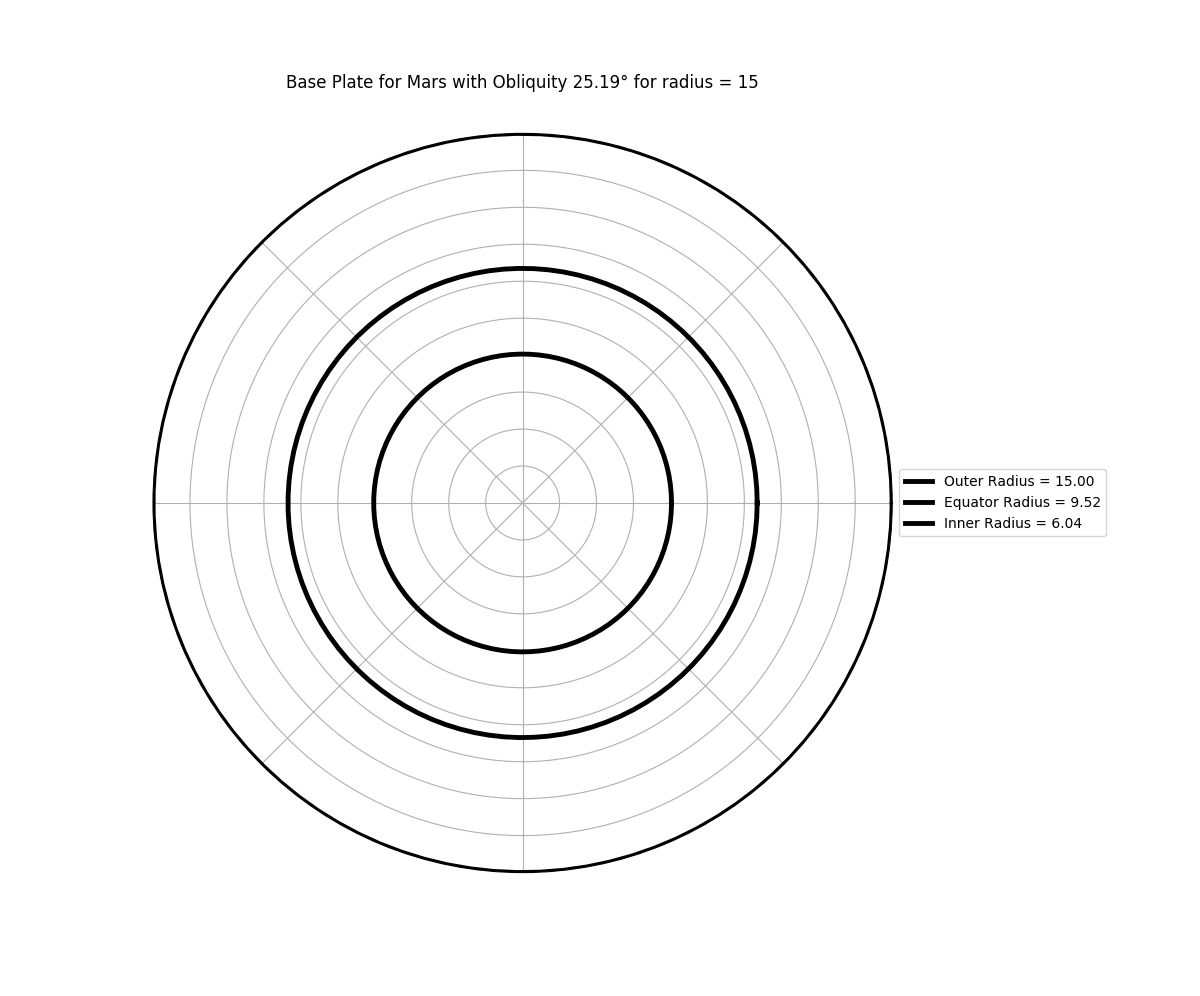 Base Plate for Mars with Obliquity 25.19° for radius = 15
Outer Radius = 15.00
Equator Radius = 9.52
Inner Radius = 6.04